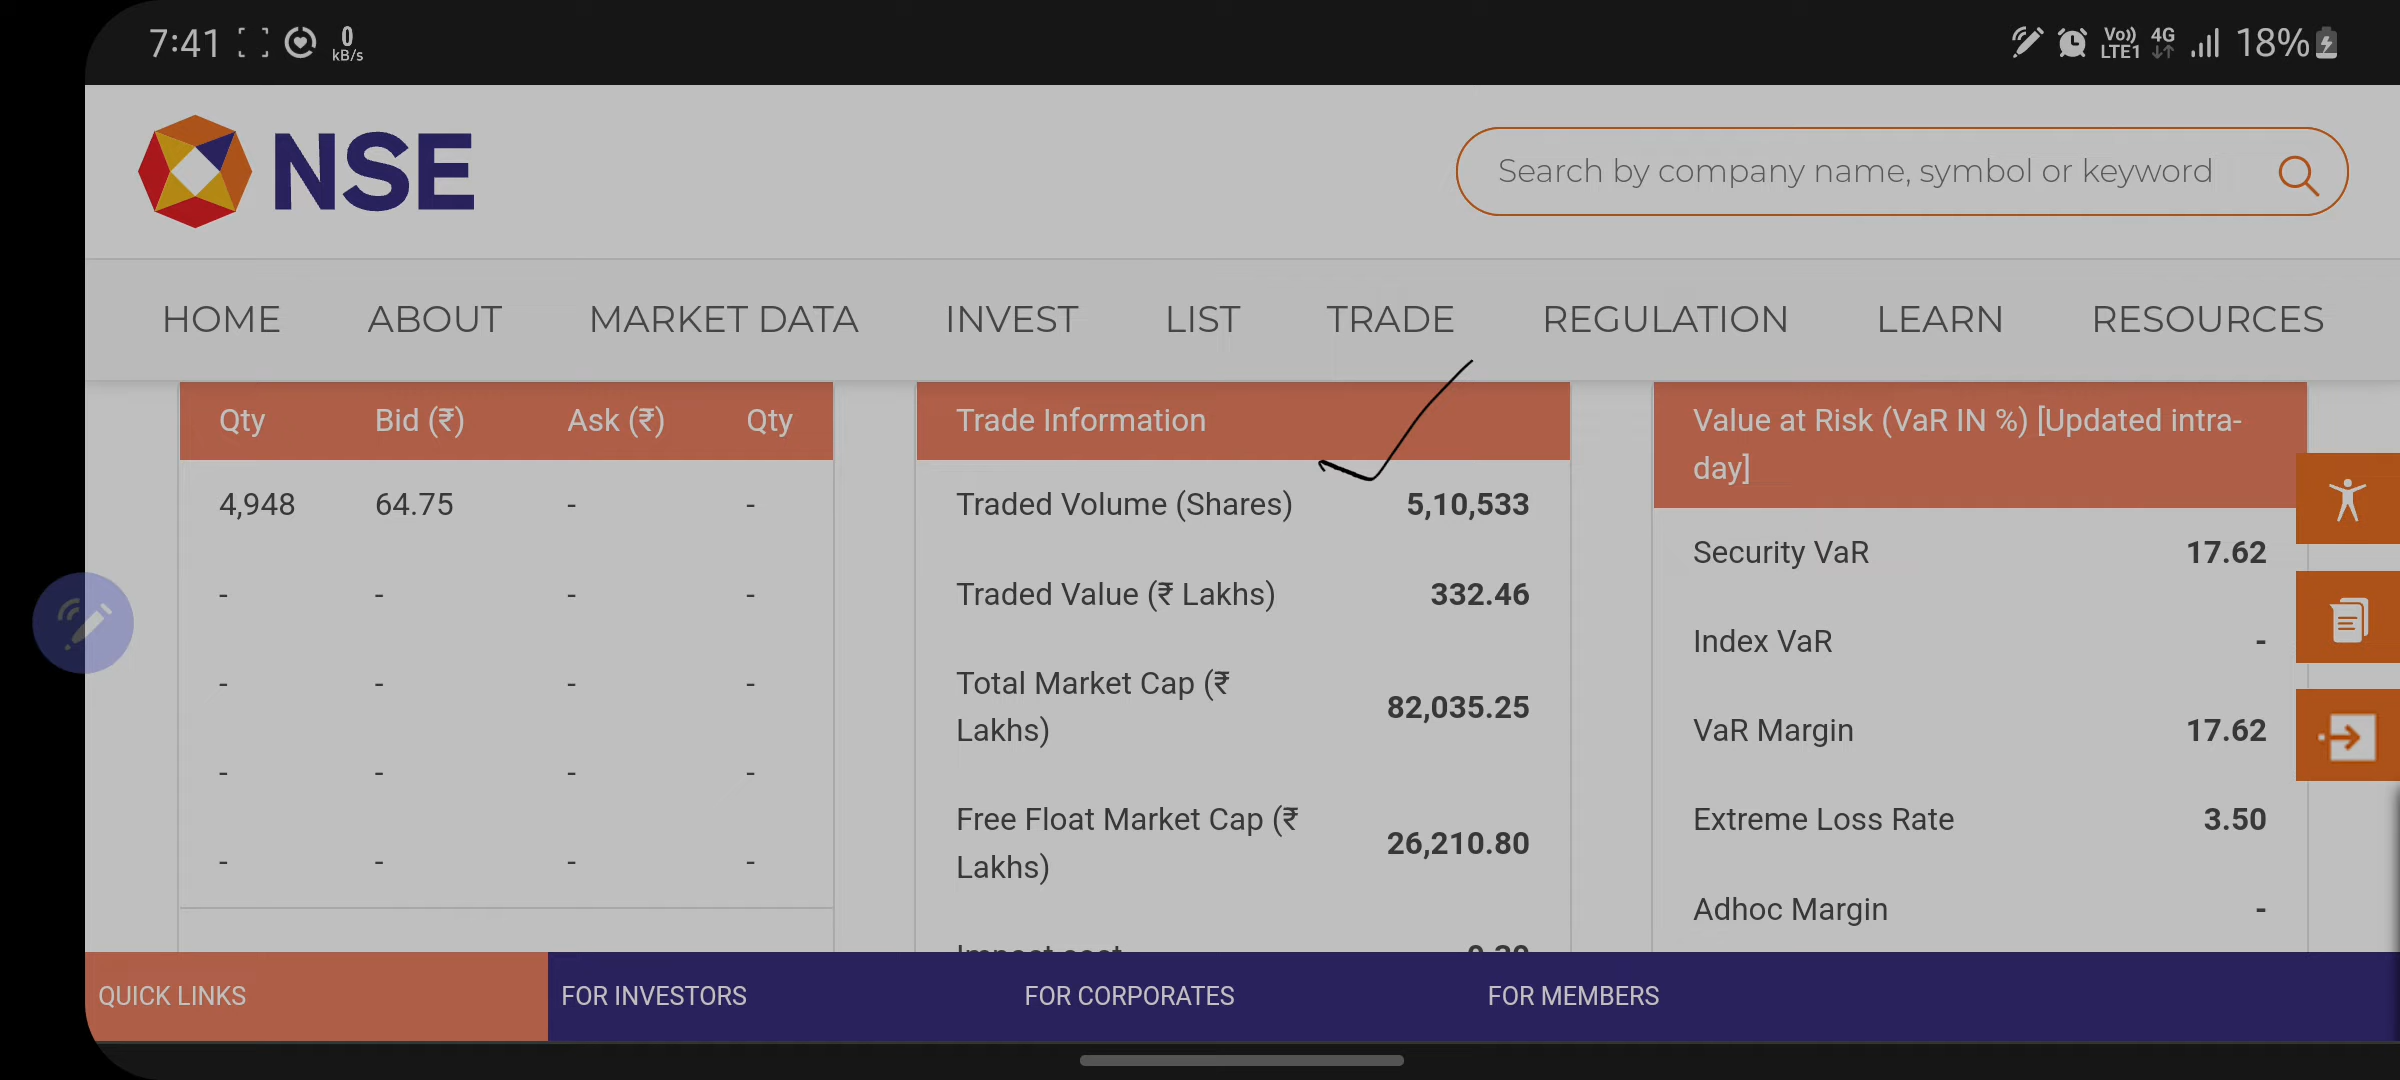 7:41 0 kB/s Vo)) LTE1 4G 18%
NSE
Search by company name, symbol or keyword
HOME ABOUT MARKET DATA INVEST LIST TRADE REGULATION LEARN RESOURCES
Qty Bid (₹) Ask (₹) Qty
4,948 64.75 - -
- - - -
- - - -
- - - -
- - - -
Trade Information
Traded Volume (Shares) 5,10,533
Traded Value (₹ Lakhs) 332.46
Total Market Cap (₹
Lakhs) 82,035.25
Free Float Market Cap (₹
Lakhs) 26,210.80
Impact cost
Value at Risk (VaR IN %) [Updated intra-
day]
Security VaR 17.62
Index VaR -
VaR Margin 17.62
Extreme Loss Rate 3.50
Adhoc Margin -
QUICK LINKS FOR INVESTORS FOR CORPORATES FOR MEMBERS